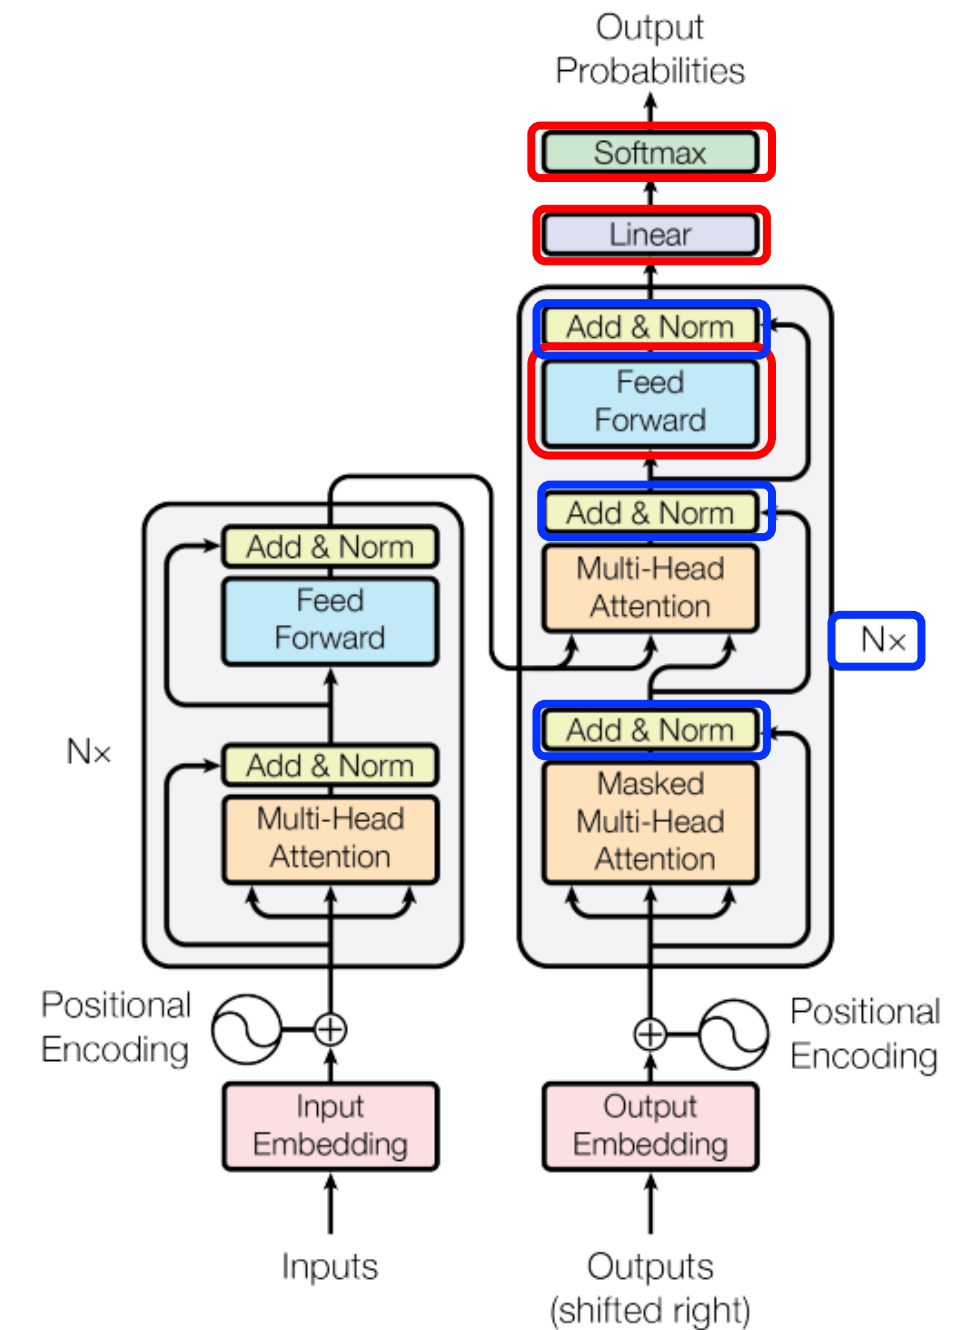 Output
Probabilities
Softmax
Linear
Add & Norm
Feed
Forward
Add & Norm
Multi-Head
Attention
Nx
Add & Norm
Masked
Multi-Head
Attention
Add & Norm
Feed
Forward
Nx
Add & Norm
Multi-Head
Attention
Positional
Encoding
Positional
Encoding
Input
Embedding
Output
Embedding
Inputs
Outputs
(shifted right)